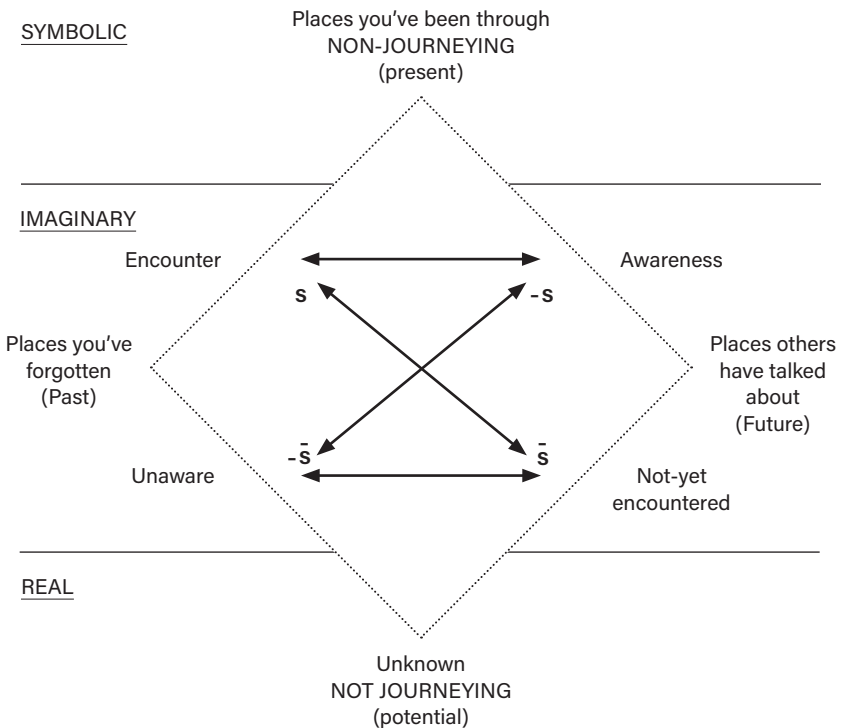 SYMBOLIC
Places you've been through
NON-JOURNEYING
(present)
IMAGINARY
Encounter
Awareness
s
-s
Places you've
forgotten
(Past)
Places others
have talked
about
(Future)
-s̄
s̄
Unaware
Not-yet
encountered
REAL
Unknown
NOT JOURNEYING
(potential)